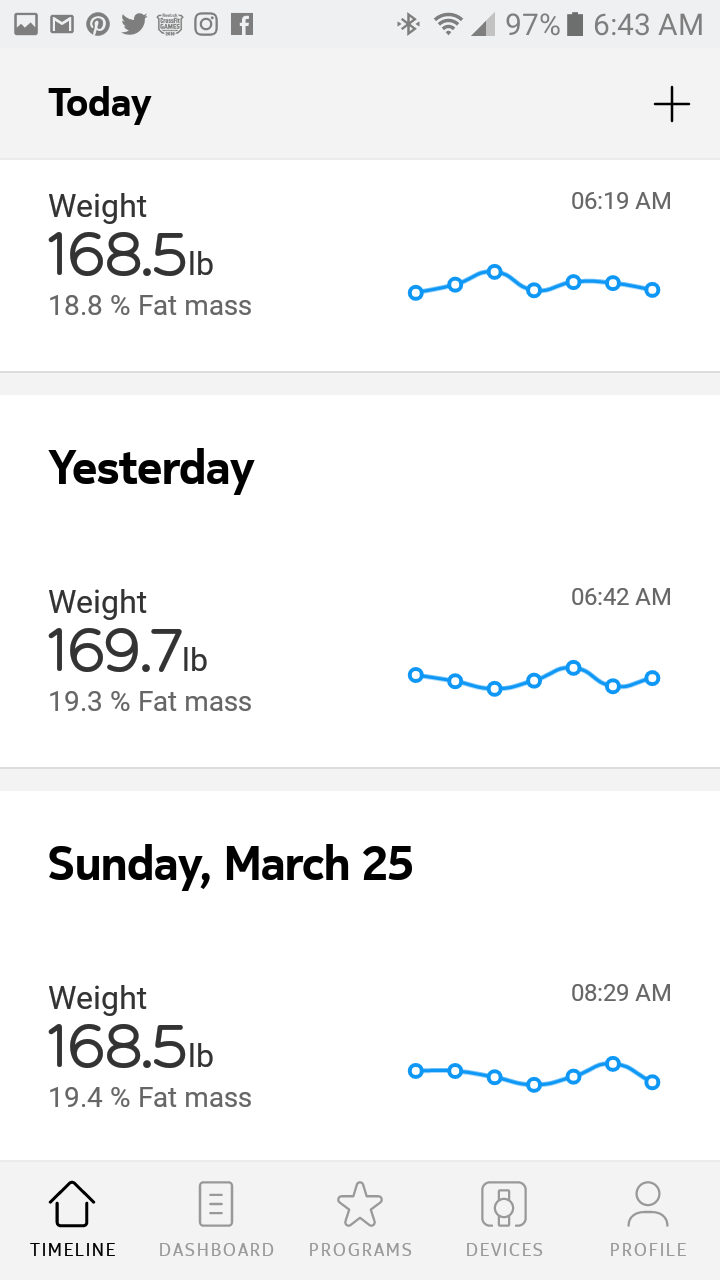 97% 6:43 AM
Today
Weight 06:19 AM
168.5lb
18.8 % Fat mass
Yesterday
Weight 06:42 AM
169.7lb
19.3 % Fat mass
Sunday, March 25
Weight 08:29 AM
168.5lb
19.4 % Fat mass
TIMELINE DASHBOARD PROGRAMS DEVICES PROFILE